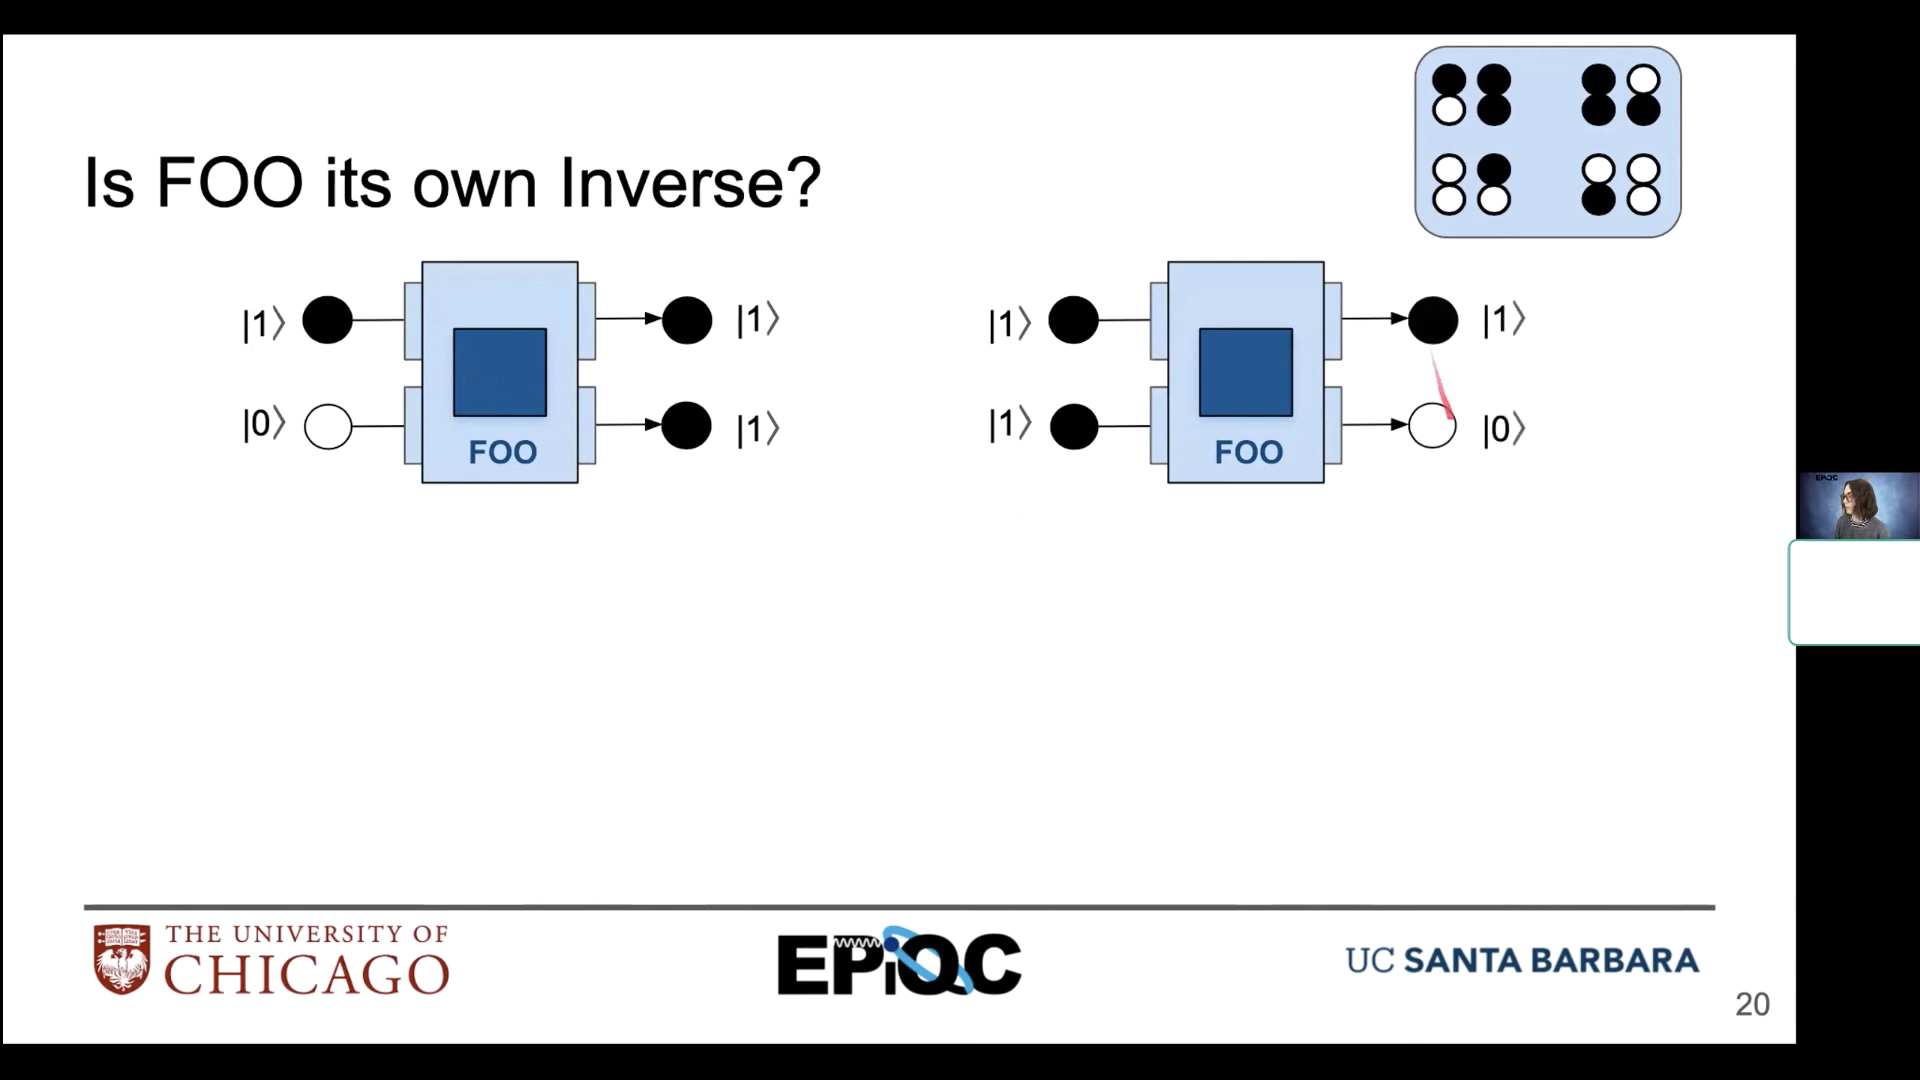 Is FOO its own Inverse?
|1⟩ |1⟩ |1⟩ |1⟩
|0⟩ |1⟩ |1⟩ |0⟩
FOO FOO
THE UNIVERSITY OF
CHICAGO
EPiQC
UC SANTA BARBARA
20
EPiQC